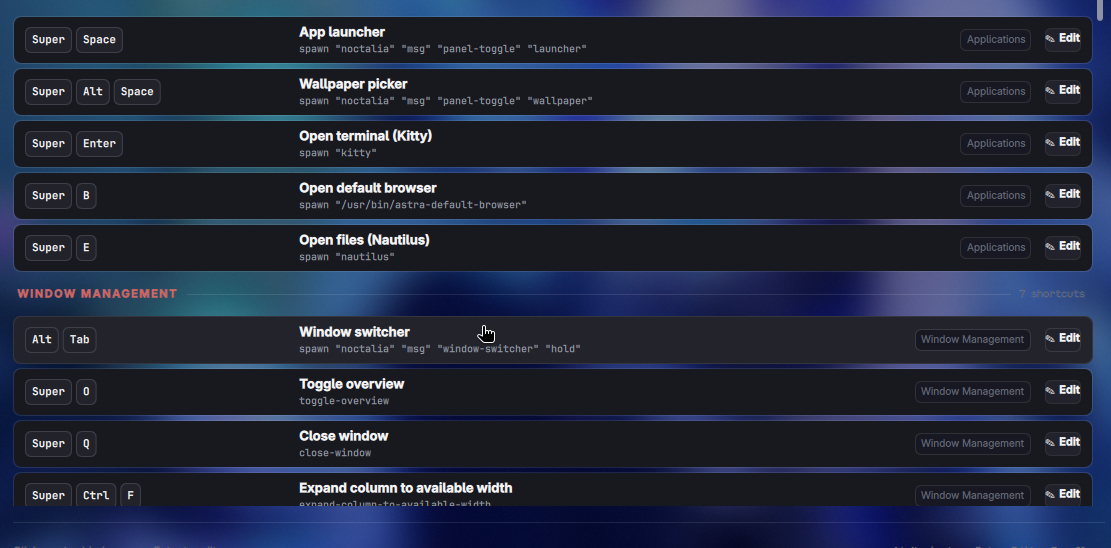 Super Space App launcher Applications ✎ Edit
spawn "noctalia" "msg" "panel-toggle" "launcher"
Super Alt Space Wallpaper picker Applications ✎ Edit
spawn "noctalia" "msg" "panel-toggle" "wallpaper"
Super Enter Open terminal (Kitty) Applications ✎ Edit
spawn "kitty"
Super B Open default browser Applications ✎ Edit
spawn "/usr/bin/astra-default-browser"
Super E Open files (Nautilus) Applications ✎ Edit
spawn "nautilus"
WINDOW MANAGEMENT 7 shortcuts
Alt Tab Window switcher Window Management ✎ Edit
spawn "noctalia" "msg" "window-switcher" "hold"
Super O Toggle overview Window Management ✎ Edit
toggle-overview
Super Q Close window Window Management ✎ Edit
close-window
Super Ctrl F Expand column to available width Window Management ✎ Edit
expand-column-to-available-width